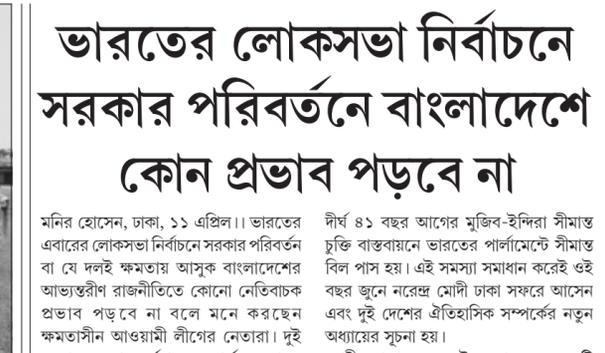 ভারতের লোকসভা নির্বাচনে
সরকার পরিবর্তনে বাংলাদেশে
কোন প্রভাব পড়বে না
মনির হোসেন, ঢাকা, ১১ এপ্রিল।। ভারতের
এবারের লোকসভা নির্বাচনে সরকার পরিবর্তন
বা যে দলই ক্ষমতায় আসুক বাংলাদেশের
আভ্যন্তরীণ রাজনীতিতে কোনো নেতিবাচক
প্রভাব পড়বে না বলে মনে করছেন
ক্ষমতাসীন আওয়ামী লীগের নেতারা। দুই
দীর্ঘ ৪১ বছর আগের মুজিব-ইন্দিরা সীমান্ত
চুক্তি বাস্তবায়নে ভারতের পার্লামেন্টে সীমান্ত
বিল পাস হয়। এই সমস্যা সমাধান করেই ওই
বছর জুনে নরেন্দ্র মোদী ঢাকা সফরে আসেন
এবং দুই দেশের ঐতিহাসিক সম্পর্কের নতুন
অধ্যায়ের সূচনা হয়।